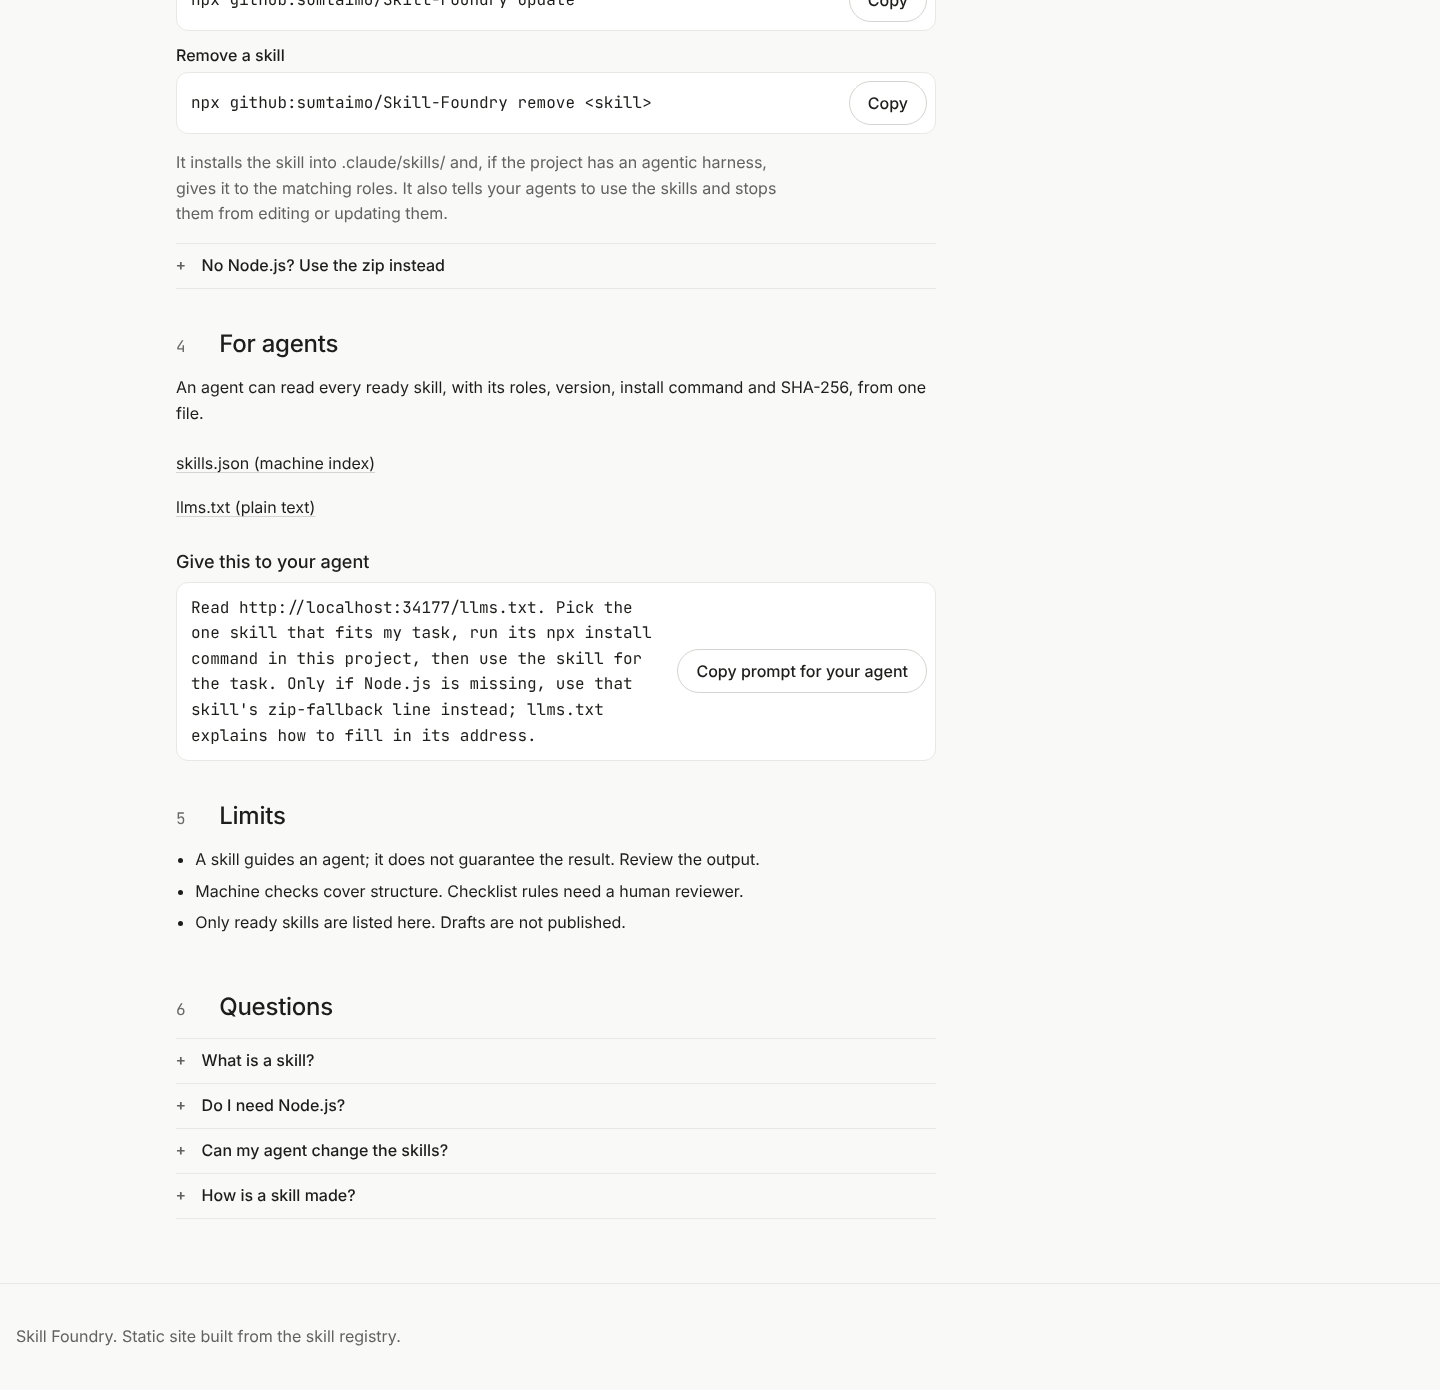 npx github:sumtaimo/Skill-Foundry update
Copy
Remove a skill
npx github:sumtaimo/Skill-Foundry remove <skill>
Copy
It installs the skill into .claude/skills/ and, if the project has an agentic harness,
gives it to the matching roles. It also tells your agents to use the skills and stops
them from editing or updating them.
+ No Node.js? Use the zip instead
4 For agents
An agent can read every ready skill, with its roles, version, install command and SHA-256, from one
file.
skills.json (machine index)
llms.txt (plain text)
Give this to your agent
Read http://localhost:34177/llms.txt. Pick the
one skill that fits my task, run its npx install
command in this project, then use the skill for
the task. Only if Node.js is missing, use that
skill's zip-fallback line instead; llms.txt
explains how to fill in its address.
Copy prompt for your agent
5 Limits
• A skill guides an agent; it does not guarantee the result. Review the output.
• Machine checks cover structure. Checklist rules need a human reviewer.
• Only ready skills are listed here. Drafts are not published.
6 Questions
+ What is a skill?
+ Do I need Node.js?
+ Can my agent change the skills?
+ How is a skill made?
Skill Foundry. Static site built from the skill registry.